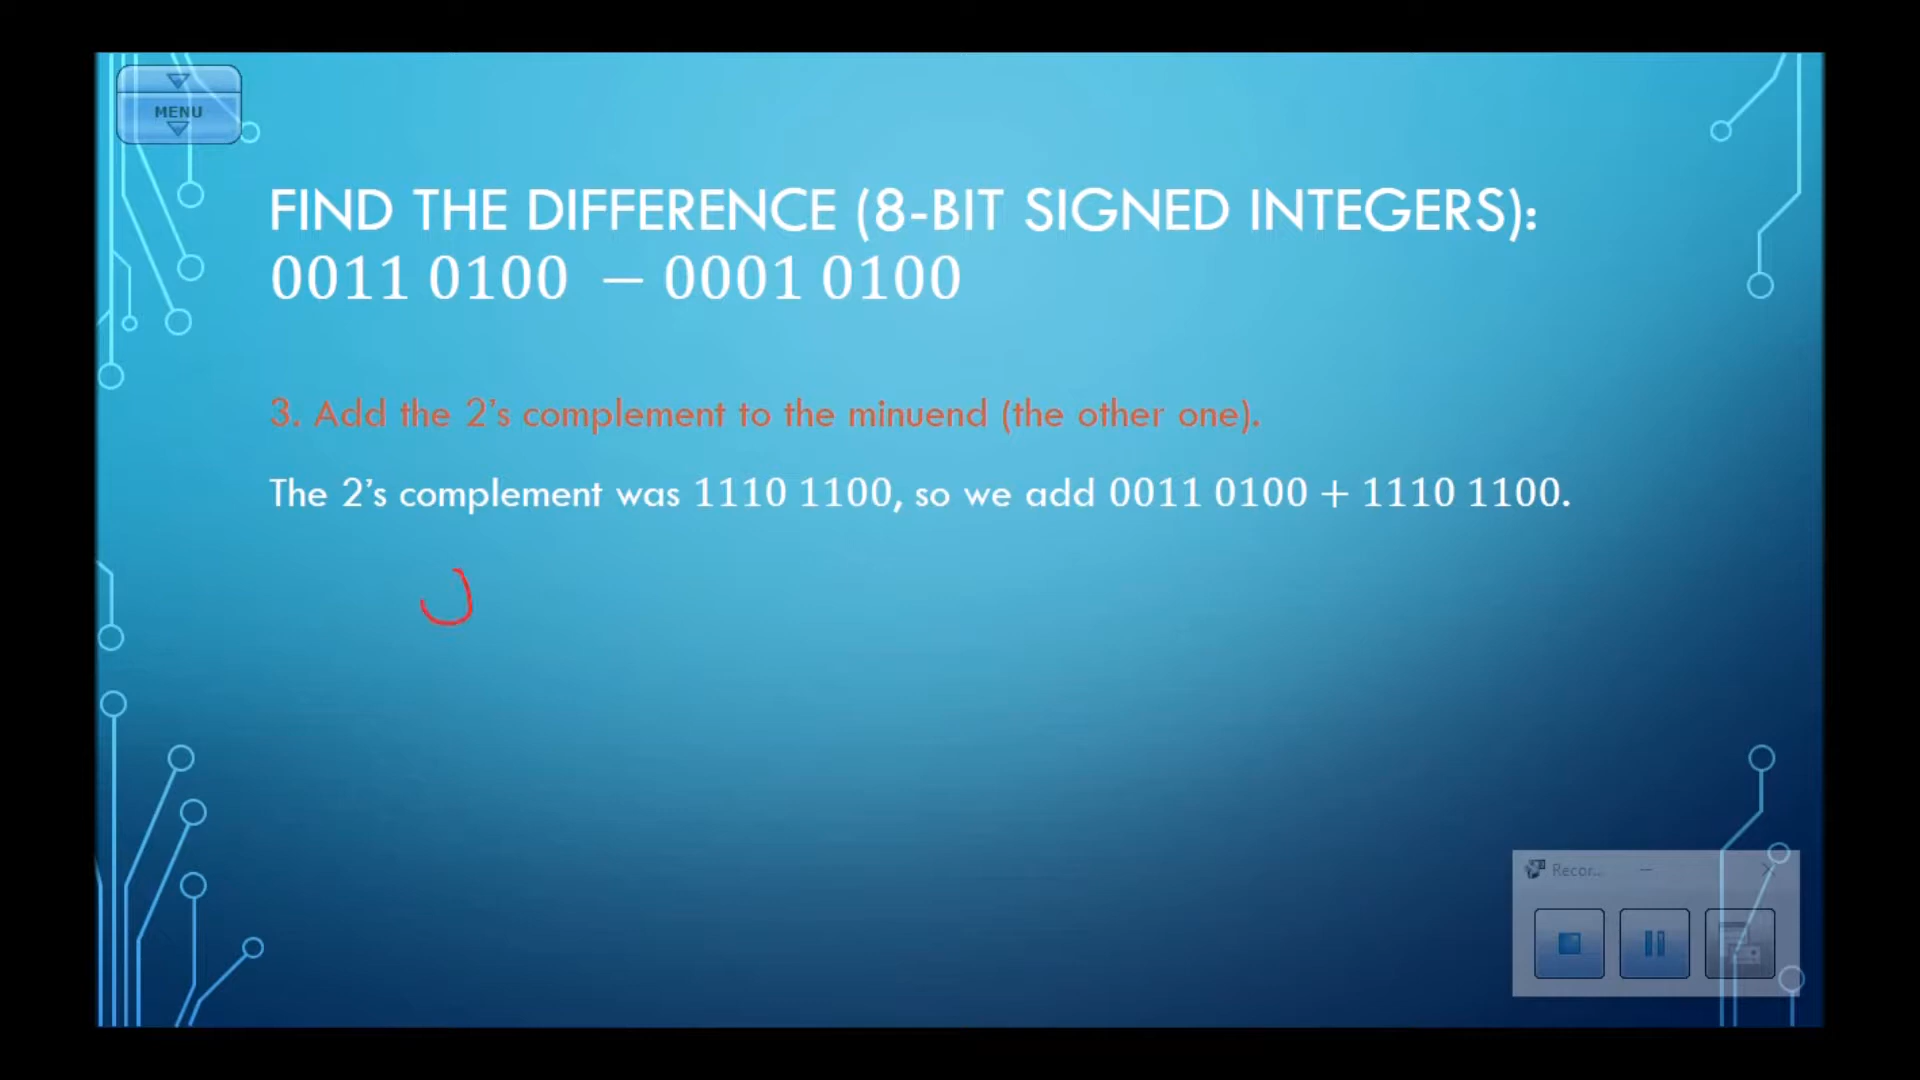 MENU
FIND THE DIFFERENCE (8-BIT SIGNED INTEGERS):
0011 0100 − 0001 0100
3. Add the 2’s complement to the minuend (the other one).
The 2’s complement was 1110 1100, so we add 0011 0100 + 1110 1100.
Recor...